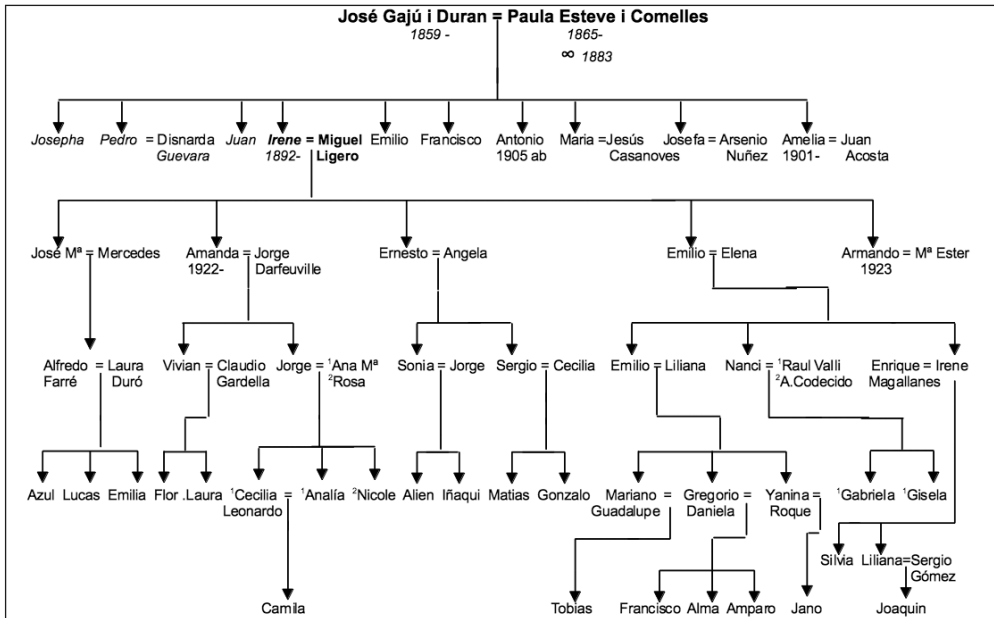 José Gajú i Duran = Paula Esteve i Comelles
1859 - 1865-
∞ 1883
Josepha Pedro = Disnarda Juan Irene = Miguel Emilio Francisco Antonio Maria =Jesús Josefa=Arsenio Amelia = Juan
Guevara 1892- Ligero 1905 ab Casanoves Nuñez 1901- Acosta
José Mª = Mercedes Amanda = Jorge Ernesto = Angela Emilio = Elena Armando = Mª Ester
1922- Darfeuville 1923
Alfredo = Laura Vivian = Claudio Jorge = ¹Ana Mª Sonia = Jorge Sergio = Cecilia Emilio = Liliana Nanci = ¹Raul Valli Enrique = Irene
Farré Duró Gardella ²Rosa ²A.Codecido Magallanes
Azul Lucas Emilia Flor .Laura ¹Cecilia = ¹Analía ²Nicole Alien Iñaqui Matias Gonzalo Mariano = Gregorio = Yanina = ¹Gabriela ¹Gisela
Leonardo Guadalupe Daniela Roque
Silvia Liliana=Sergio
Gómez
Camila Tobias Francisco Alma Amparo Jano Joaquin